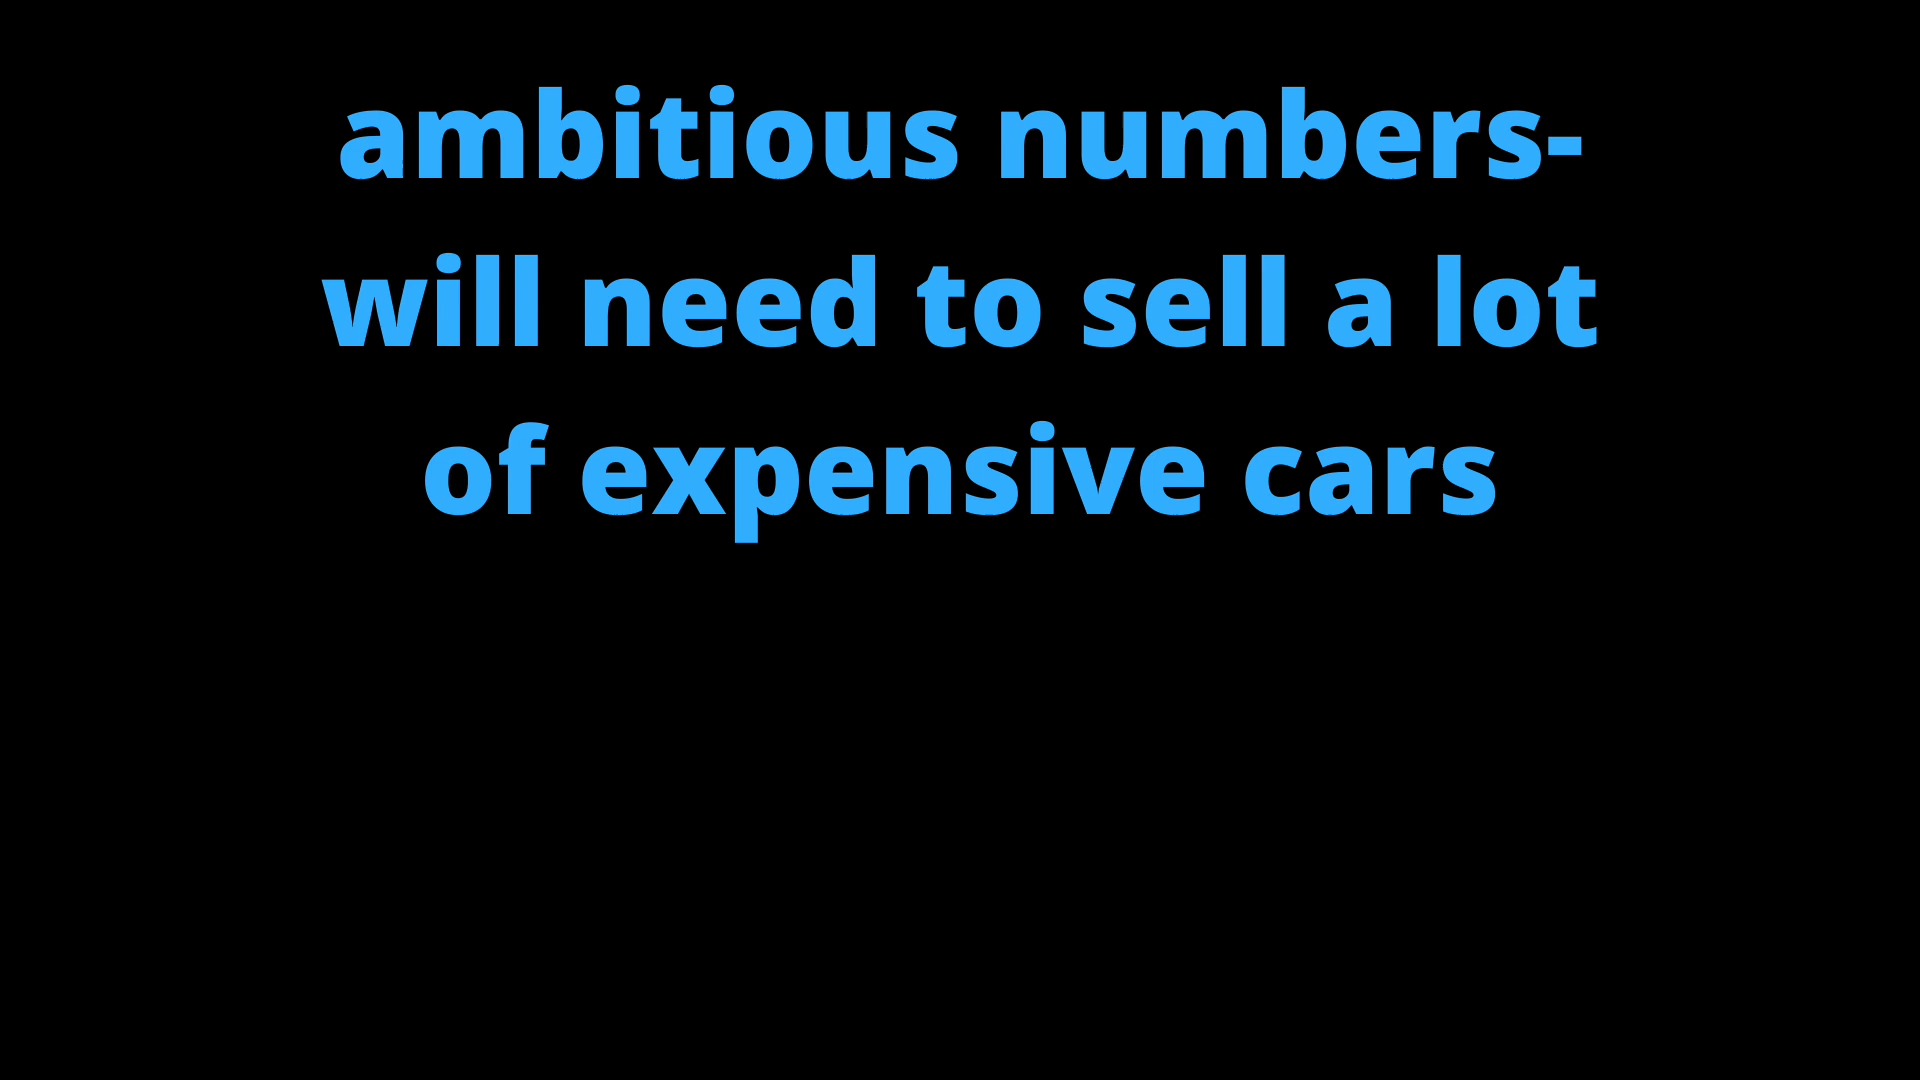 ambitious numbers-
will need to sell a lot
of expensive cars